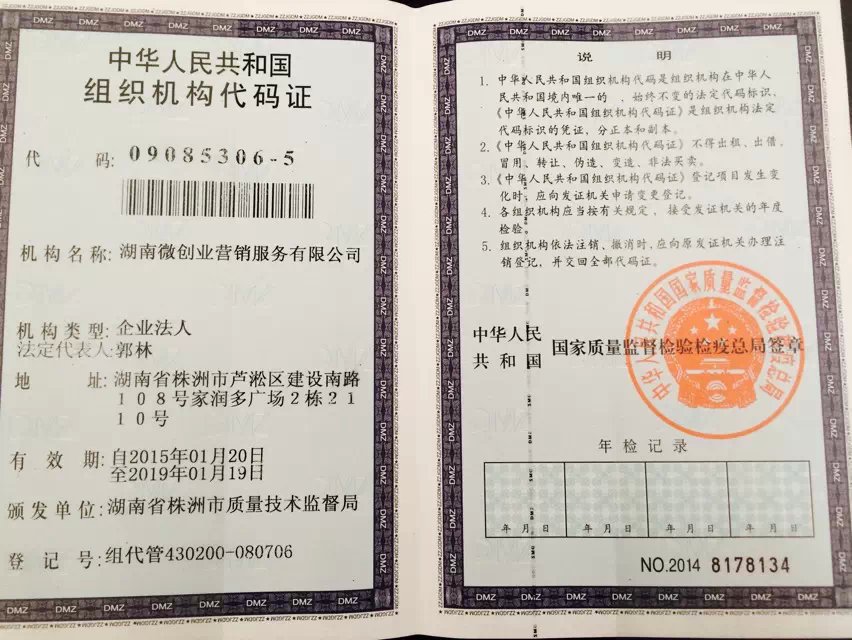 中华人民共和国
组织机构代码证
代 码: 09085306-5
机构名称: 湖南微创业营销服务有限公司
机构类型: 企业法人
法定代表人: 郭林
地 址: 湖南省株洲市芦淞区建设南路
108号家润多广场2栋21
10号
有 效 期: 自2015年01月20日
至2019年01月19日
颁发单位: 湖南省株洲市质量技术监督局
登 记 号: 组代管430200-080706
说 明
1. 中华人民共和国组织机构代码是组织机构在中华人
民共和国境内唯一的、始终不变的法定代码标识,
《中华人民共和国组织机构代码证》是组织机构法定
代码标识的凭证、分正本和副本。
2. 《中华人民共和国组织机构代码证》不得出租、出借、
冒用、转让、伪造、变造、非法买卖。
3. 《中华人民共和国组织机构代码证》登记项目发生变
化时, 应向发证机关申请变更登记。
4. 各组织机构应当按有关规定, 接受发证机关的年度
检验。
5. 组织机构依法注销、撤消时, 应向原发证机关办理注
销登记, 并交回全部代码证。
中华人民
共和国
国家质量监督检验检疫总局签章
中华人民共和国国家质量监督检验检疫总局
年检记录
年 月 日 年 月 日 年 月 日 年 月 日
NO.2014 8178134